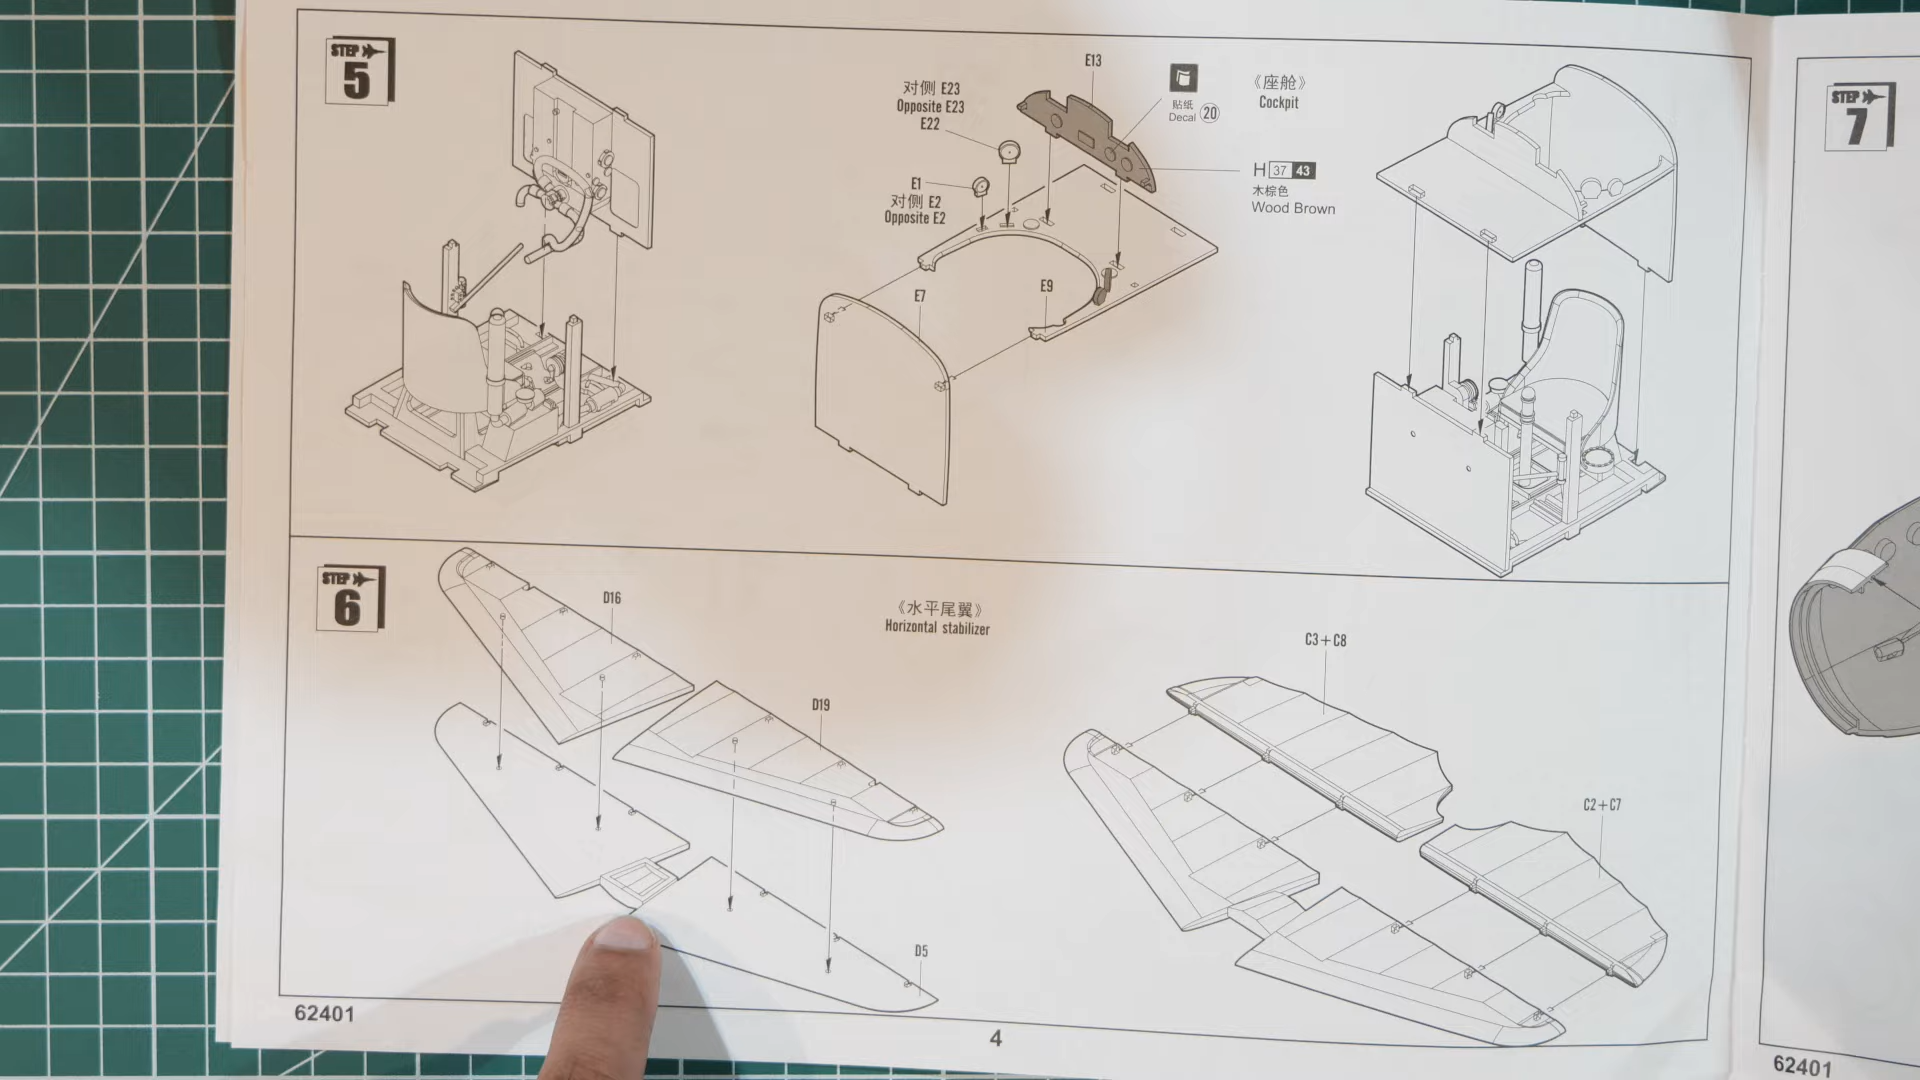 STEP
5
对侧 E23
Opposite E23
E22
E13
贴纸
Decal 20
《座舱》
Cockpit
E1
对侧 E2
Opposite E2
H 37 43
木棕色
Wood Brown
E7
E9
STEP
6
D16
《水平尾翼》
Horizontal stabilizer
D19
C3+C8
C2+C7
D5
62401
4
STEP
7
62401